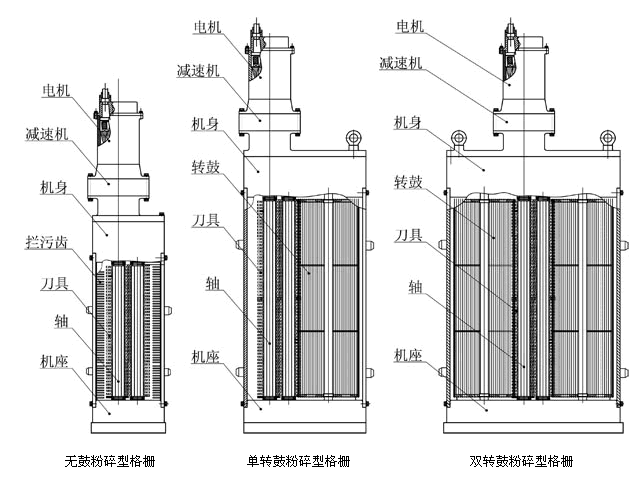 电机
减速机
机身
拦污齿
刀具
轴
机座
无鼓粉碎型格栅
电机
减速机
机身
转鼓
刀具
轴
机座
单转鼓粉碎型格栅
电机
减速机
机身
转鼓
刀具
轴
机座
双转鼓粉碎型格栅